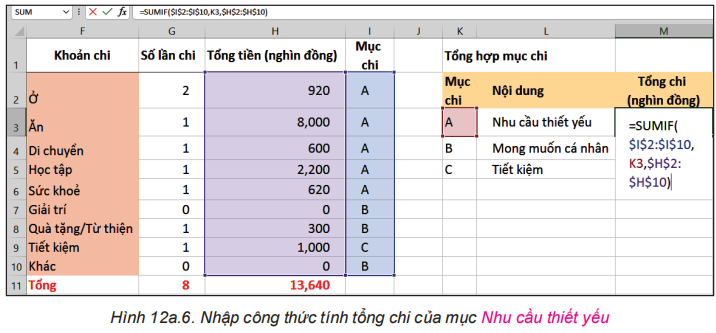 SUM =SUMIF($I$2:$I$10,K3,$H$2:$H$10)
F G H I J K L M
1 Khoản chi Số lần chi Tổng tiền (nghìn đồng) Mục chi Tổng hợp mục chi
2 Ở 2 920 A Mục chi Nội dung Tổng chi (nghìn đồng)
3 Ăn 1 8,000 A A Nhu cầu thiết yếu =SUMIF(
$I$2:$I$10,
K3,$H$2:
$H$10)
4 Di chuyển 1 600 A B Mong muốn cá nhân
5 Học tập 1 2,200 A C Tiết kiệm
6 Sức khoẻ 1 620 A
7 Giải trí 0 0 B
8 Quà tặng/Từ thiện 1 300 B
9 Tiết kiệm 1 1,000 C
10 Khác 0 0 B
11 Tổng 8 13,640
Hình 12a.6. Nhập công thức tính tổng chi của mục Nhu cầu thiết yếu